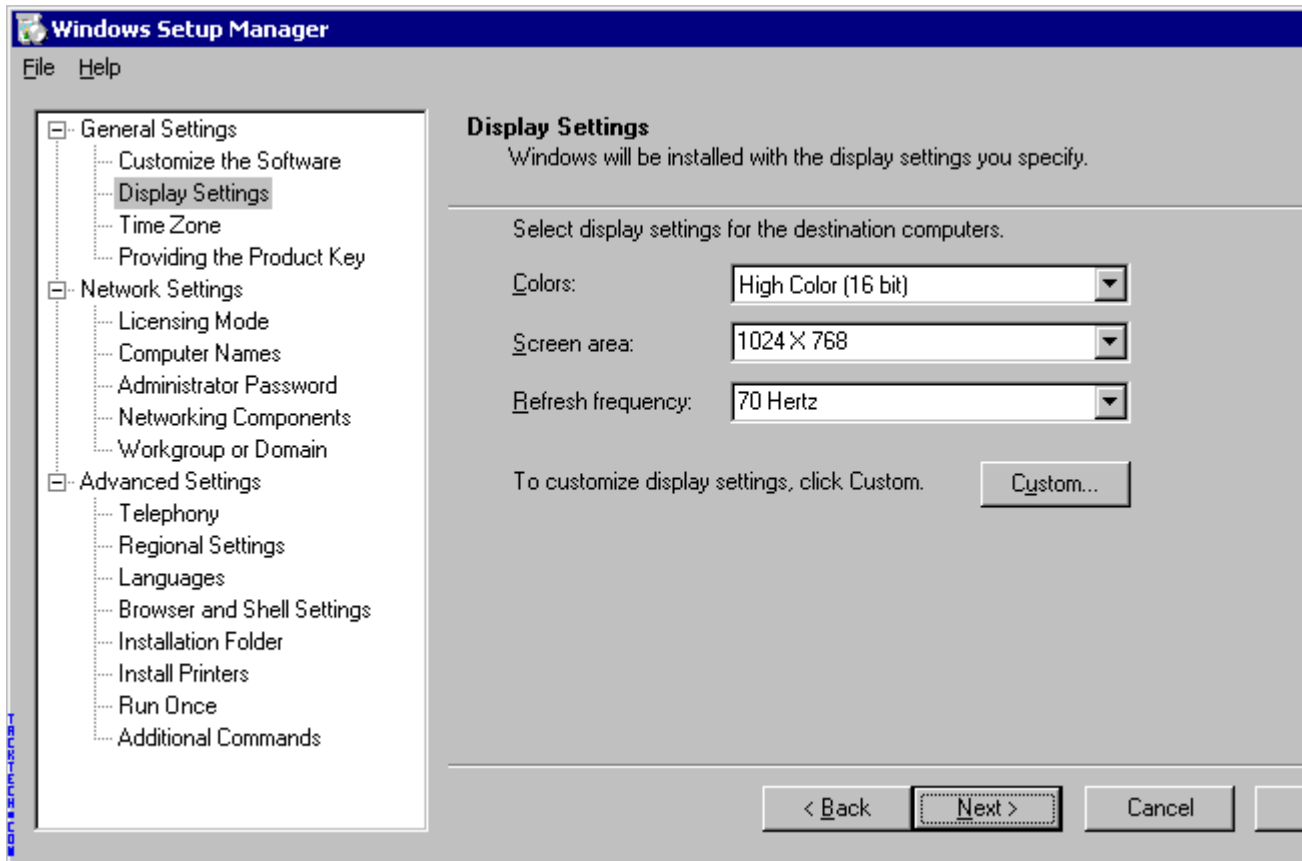 Windows Setup Manager
File Help
General Settings
Customize the Software
Display Settings
Time Zone
Providing the Product Key
Network Settings
Licensing Mode
Computer Names
Administrator Password
Networking Components
Workgroup or Domain
Advanced Settings
Telephony
Regional Settings
Languages
Browser and Shell Settings
Installation Folder
Install Printers
Run Once
Additional Commands
Display Settings
Windows will be installed with the display settings you specify.
Select display settings for the destination computers.
Colors: High Color (16 bit)
Screen area: 1024 X 768
Refresh frequency: 70 Hertz
To customize display settings, click Custom. Custom...
< Back Next > Cancel
TACKTECH.COM